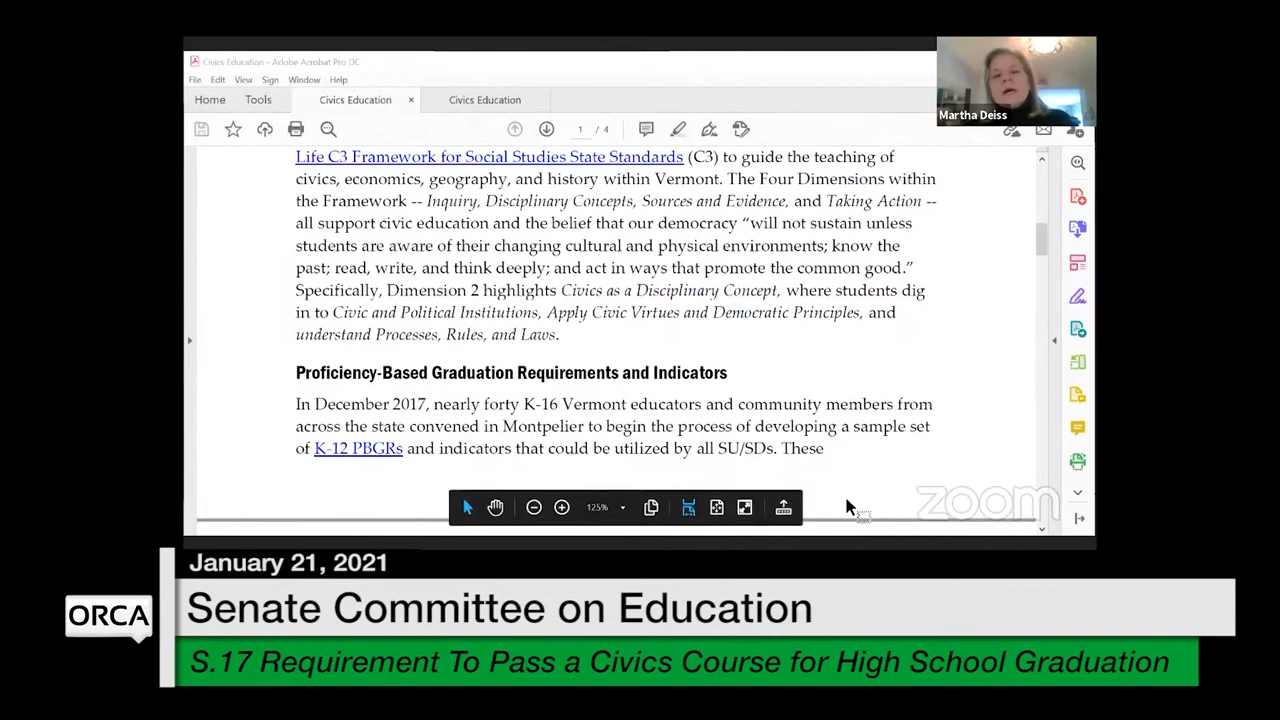 Civics Education - Adobe Acrobat Pro DC
File Edit View Sign Window Help
Home Tools Civics Education × Civics Education
1 / 4
Martha Deiss
Life C3 Framework for Social Studies State Standards (C3) to guide the teaching of
civics, economics, geography, and history within Vermont. The Four Dimensions within
the Framework -- Inquiry, Disciplinary Concepts, Sources and Evidence, and Taking Action --
all support civic education and the belief that our democracy “will not sustain unless
students are aware of their changing cultural and physical environments; know the
past; read, write, and think deeply; and act in ways that promote the common good.”
Specifically, Dimension 2 highlights Civics as a Disciplinary Concept, where students dig
in to Civic and Political Institutions, Apply Civic Virtues and Democratic Principles, and
understand Processes, Rules, and Laws.
Proficiency-Based Graduation Requirements and Indicators
In December 2017, nearly forty K-16 Vermont educators and community members from
across the state convened in Montpelier to begin the process of developing a sample set
of K-12 PBGRs and indicators that could be utilized by all SU/SDs. These
125%
zoom
January 21, 2021
ORCA
Senate Committee on Education
S.17 Requirement To Pass a Civics Course for High School Graduation